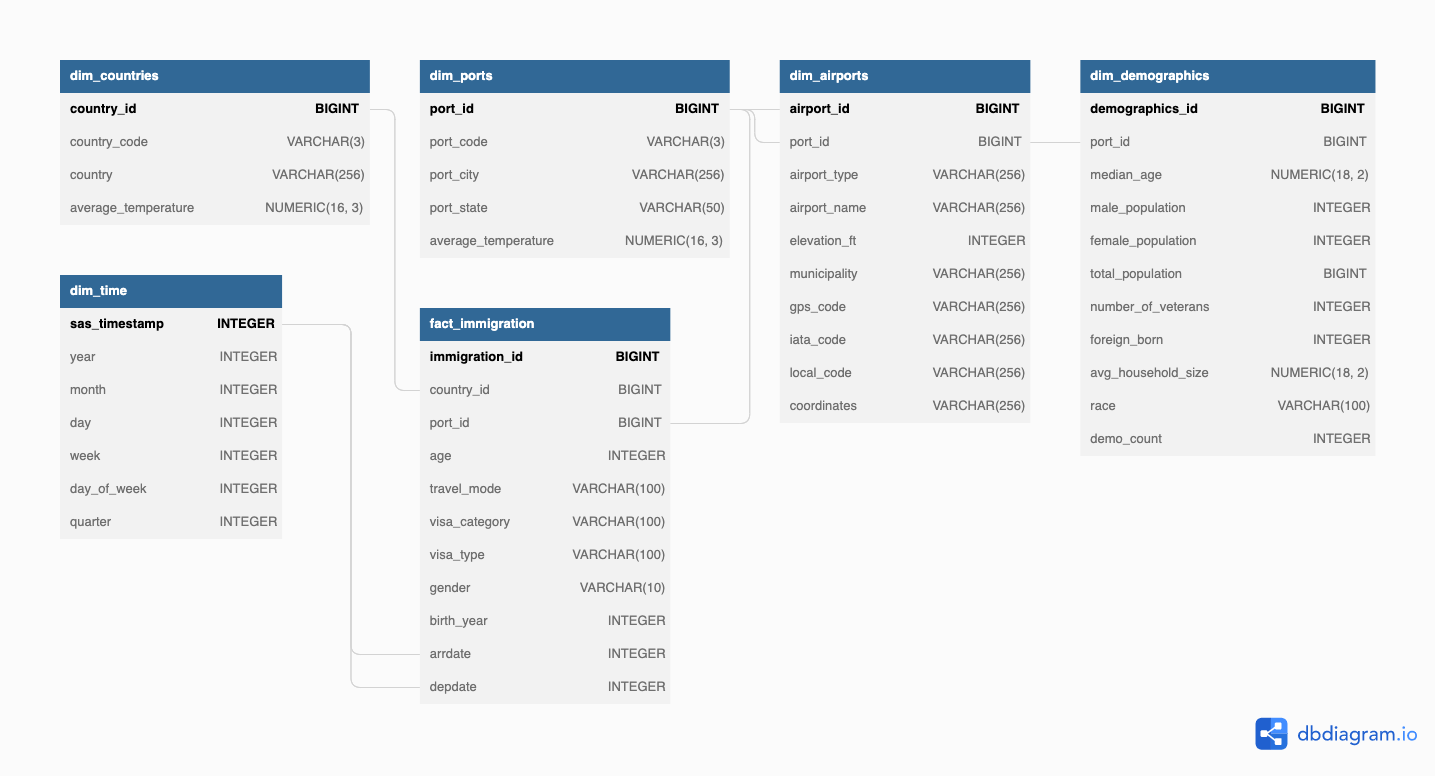 dim_countries
country_id BIGINT
country_code VARCHAR(3)
country VARCHAR(256)
average_temperature NUMERIC(16, 3)
dim_ports
port_id BIGINT
port_code VARCHAR(3)
port_city VARCHAR(256)
port_state VARCHAR(50)
average_temperature NUMERIC(16, 3)
dim_airports
airport_id BIGINT
port_id BIGINT
airport_type VARCHAR(256)
airport_name VARCHAR(256)
elevation_ft INTEGER
municipality VARCHAR(256)
gps_code VARCHAR(256)
iata_code VARCHAR(256)
local_code VARCHAR(256)
coordinates VARCHAR(256)
dim_demographics
demographics_id BIGINT
port_id BIGINT
median_age NUMERIC(18, 2)
male_population INTEGER
female_population INTEGER
total_population BIGINT
number_of_veterans INTEGER
foreign_born INTEGER
avg_household_size NUMERIC(18, 2)
race VARCHAR(100)
demo_count INTEGER
dim_time
sas_timestamp INTEGER
year INTEGER
month INTEGER
day INTEGER
week INTEGER
day_of_week INTEGER
quarter INTEGER
fact_immigration
immigration_id BIGINT
country_id BIGINT
port_id BIGINT
age INTEGER
travel_mode VARCHAR(100)
visa_category VARCHAR(100)
visa_type VARCHAR(100)
gender VARCHAR(10)
birth_year INTEGER
arrdate INTEGER
depdate INTEGER
dbdiagram.io